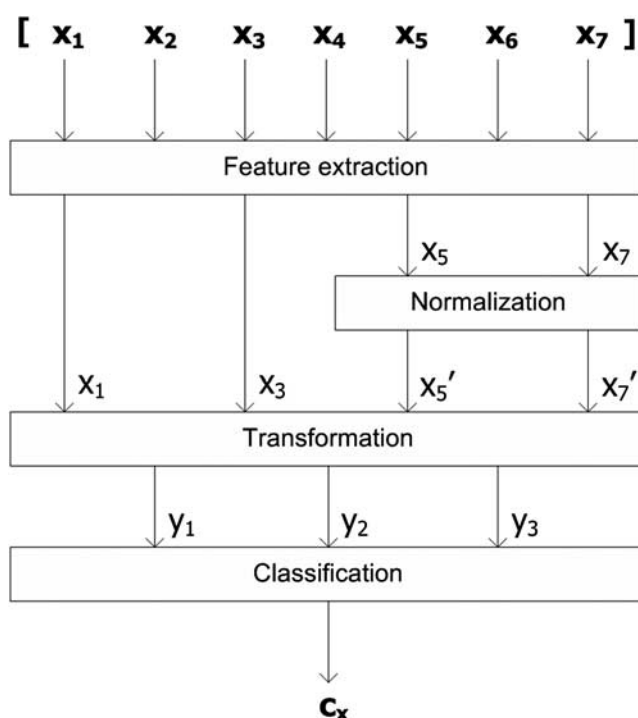 [ x₁ x₂ x₃ x₄ x₅ x₆ x₇ ]
Feature extraction
x₅ x₇
Normalization
x₁ x₃ x₅′ x₇′
Transformation
y₁ y₂ y₃
Classification
cₓ